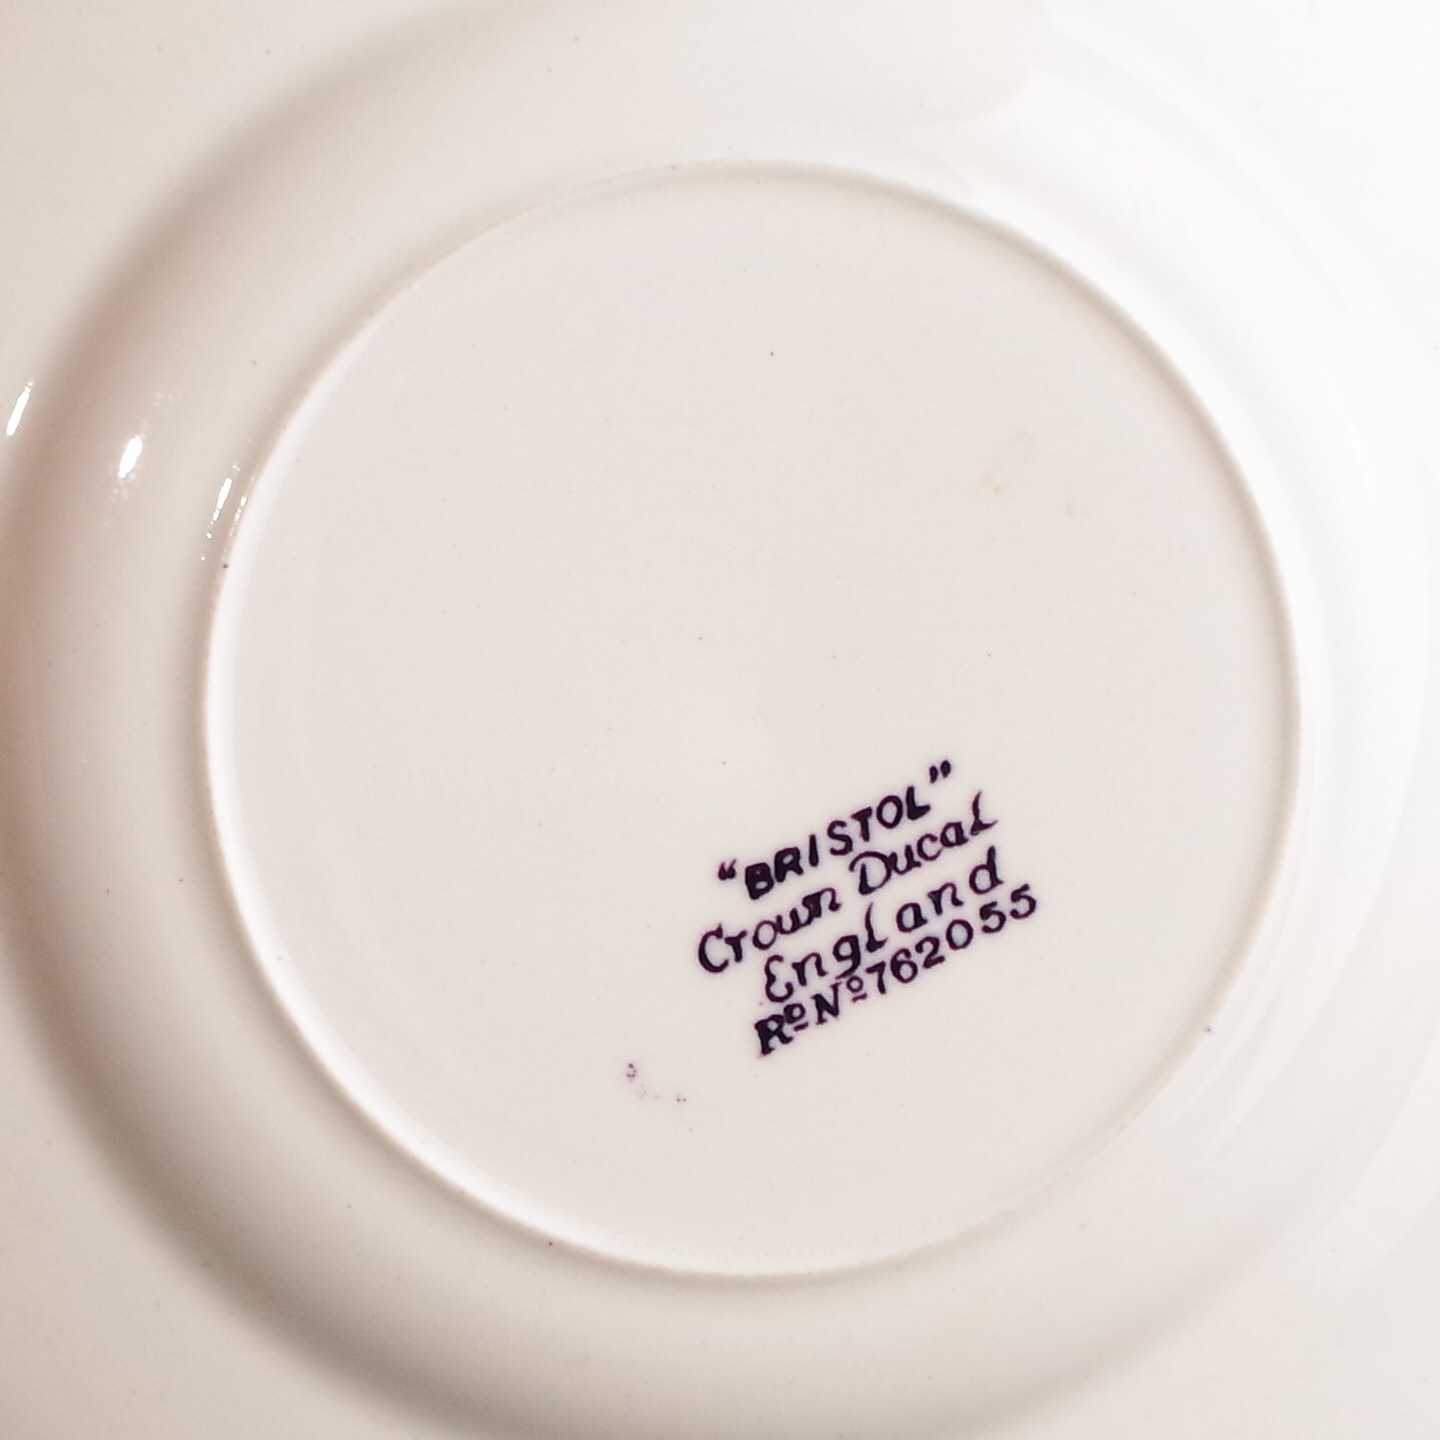 “BRISTOL”
Crown Ducal
England
Rᴰ Nº 762055